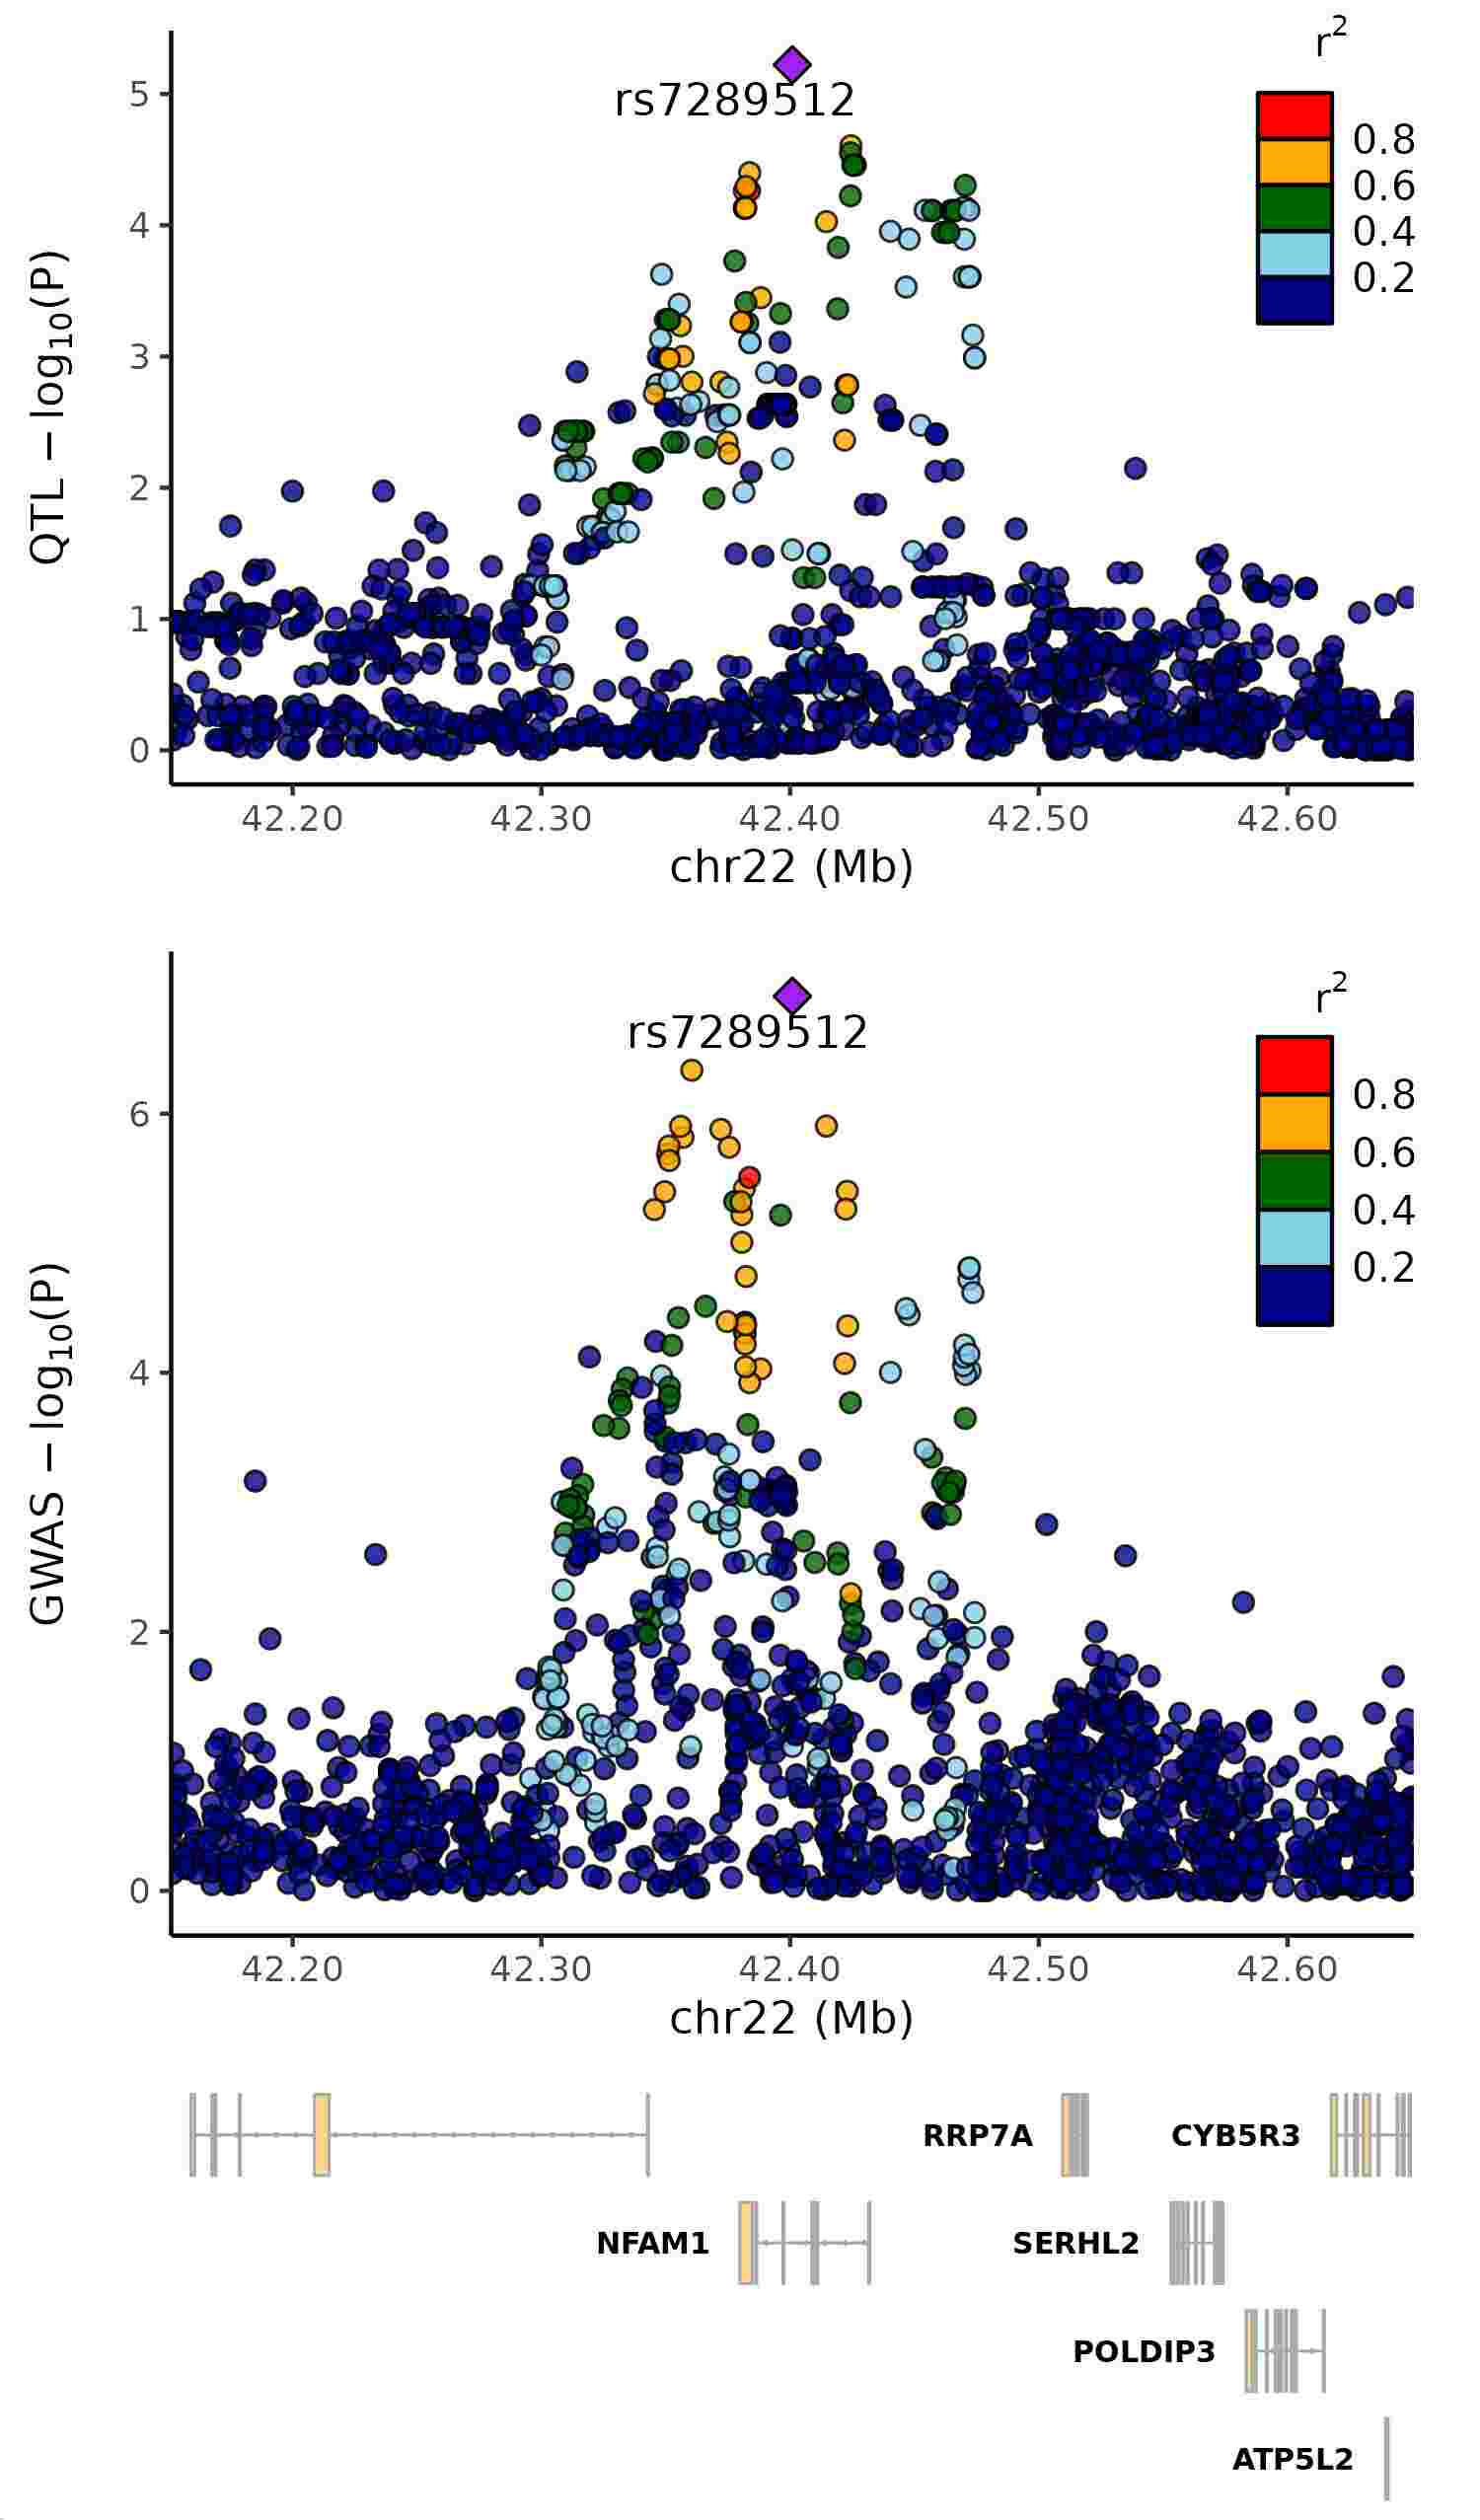 r²
5
rs7289512
0.8
0.6
4
0.4
0.2
3
QTL −log₁₀(P)
2
1
0
42.20 42.30 42.40 42.50 42.60
chr22 (Mb)
r²
rs7289512
6
0.8
0.6
0.4
0.2
4
GWAS −log₁₀(P)
2
0
42.20 42.30 42.40 42.50 42.60
chr22 (Mb)
RRP7A CYB5R3
NFAM1 SERHL2
POLDIP3
ATP5L2